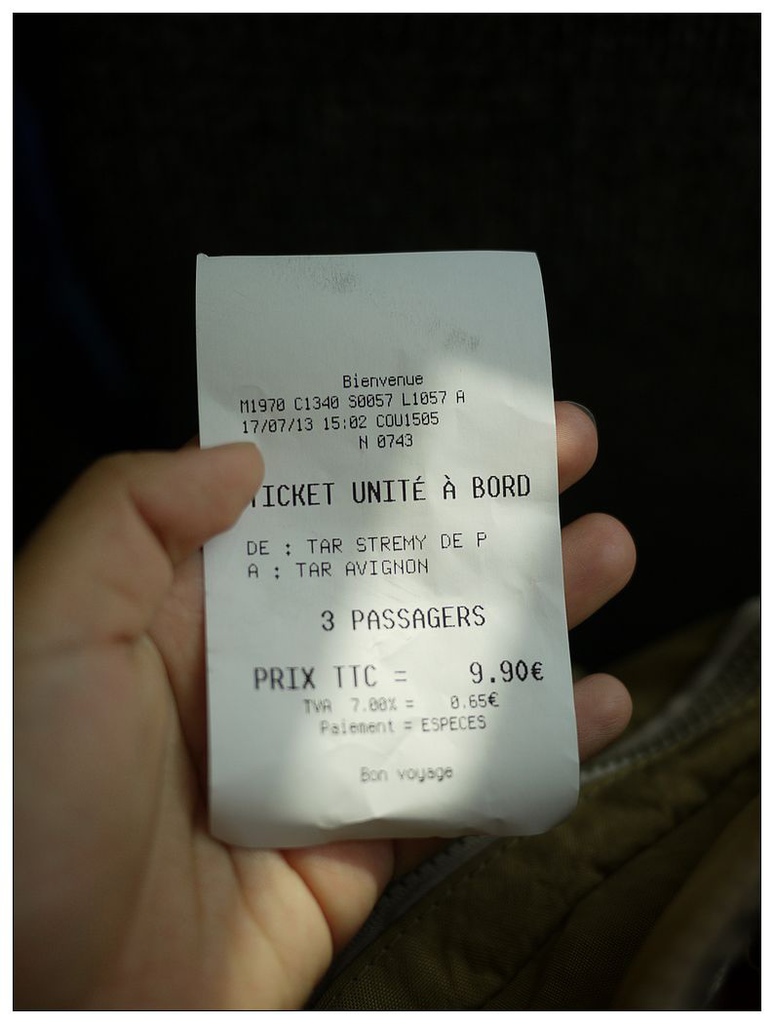 Bienvenue
M1970 C1340 S0057 L1057 A
17/07/13 15:02 COU1505
N 0743
TICKET UNITÉ À BORD
DE : TAR STREMY DE P
A : TAR AVIGNON
3 PASSAGERS
PRIX TTC = 9.90€
TVA 7.00% = 0.65€
Paiement = ESPECES
Bon voyage